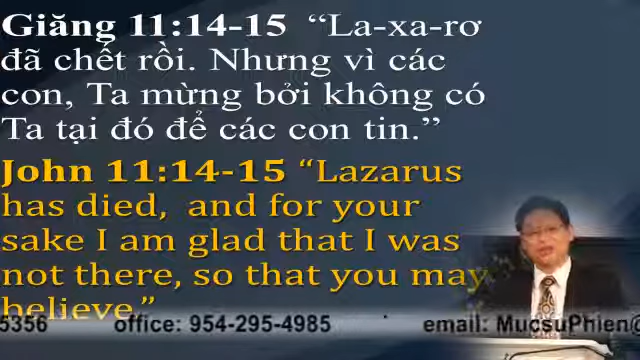 Giăng 11:14-15 “La-xa-rơ
đã chết rồi. Nhưng vì các
con, Ta mừng bởi không có
Ta tại đó để các con tin.”
John 11:14-15 “Lazarus
has died, and for your
sake I am glad that I was
not there, so that you may
believe.”
5356 office: 954-295-4985 email: MucsuPhien@